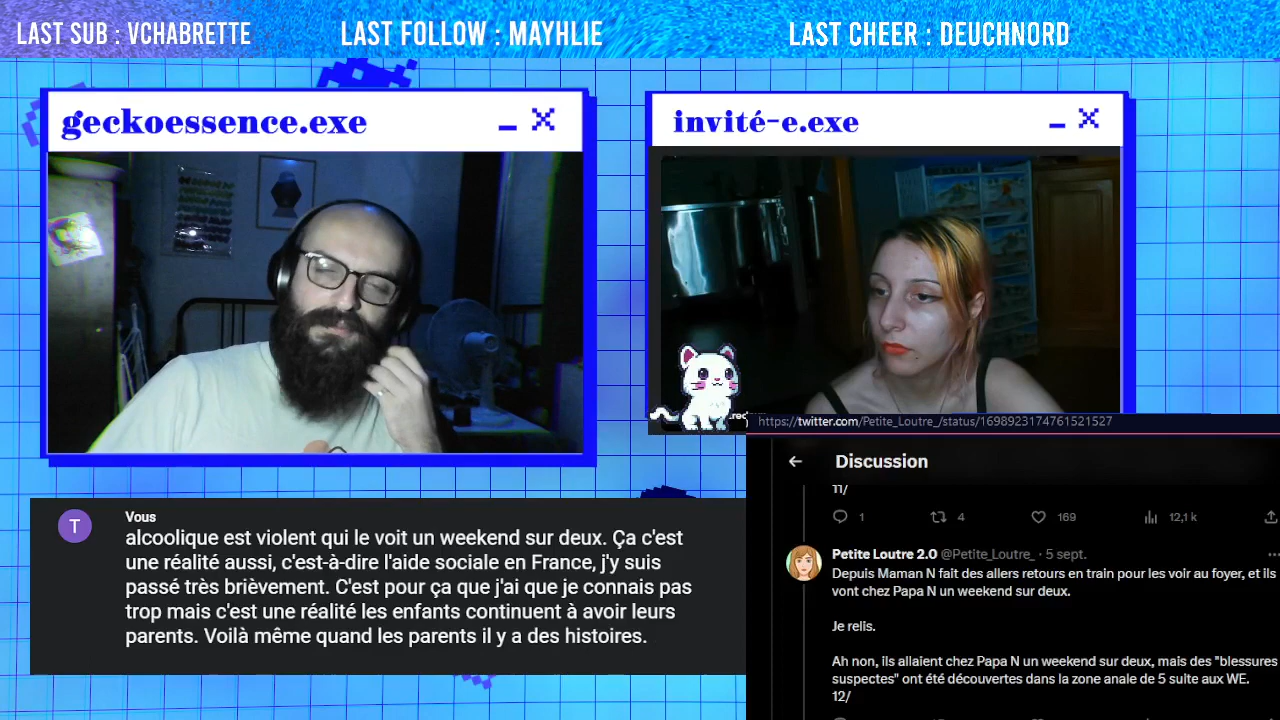 LAST SUB : VCHABRETTE
LAST FOLLOW : MAYHLIE
LAST CHEER : DEUCHNORD
geckoessence.exe
invité-e.exe
https://twitter.com/Petite_Loutre_/status/1698923174761521527
Discussion
11/
1
4
169
12,1 k
Petite Loutre 2.0 @Petite_Loutre_ · 5 sept.
Depuis Maman N fait des allers retours en train pour les voir au foyer, et ils
vont chez Papa N un weekend sur deux.
Je relis.
Ah non, ils allaient chez Papa N un weekend sur deux, mais des "blessures
suspectes" ont été découvertes dans la zone anale de 5 suite aux WE.
12/
T
Vous
alcoolique est violent qui le voit un weekend sur deux. Ça c'est
une réalité aussi, c'est-à-dire l'aide sociale en France, j'y suis
passé très brièvement. C'est pour ça que j'ai que je connais pas
trop mais c'est une réalité les enfants continuent à avoir leurs
parents. Voilà même quand les parents il y a des histoires.